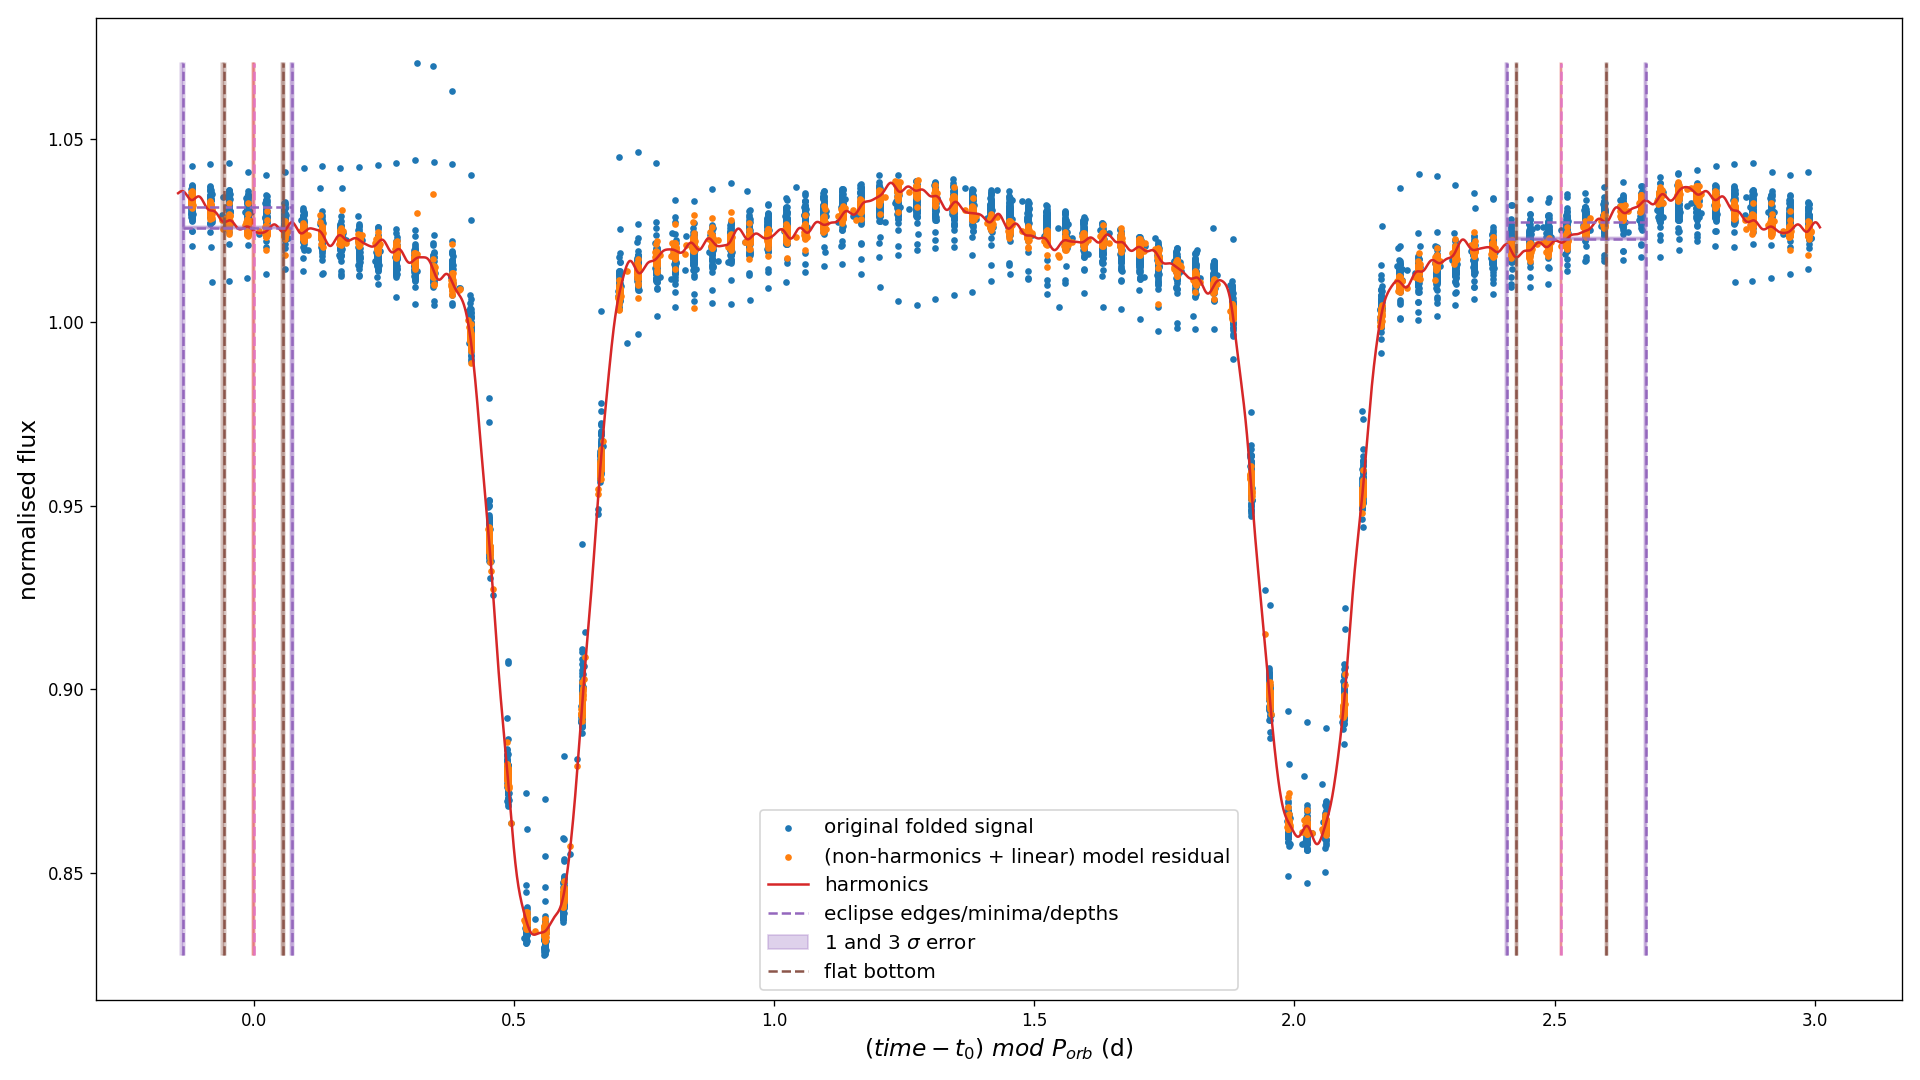 normalised flux
1.05
1.00
0.95
0.90
0.85
original folded signal
(non-harmonics + linear) model residual
harmonics
eclipse edges/minima/depths
1 and 3 σ error
flat bottom
0.0 0.5 1.0 1.5 2.0 2.5 3.0
(time − t₀) mod P_orb (d)